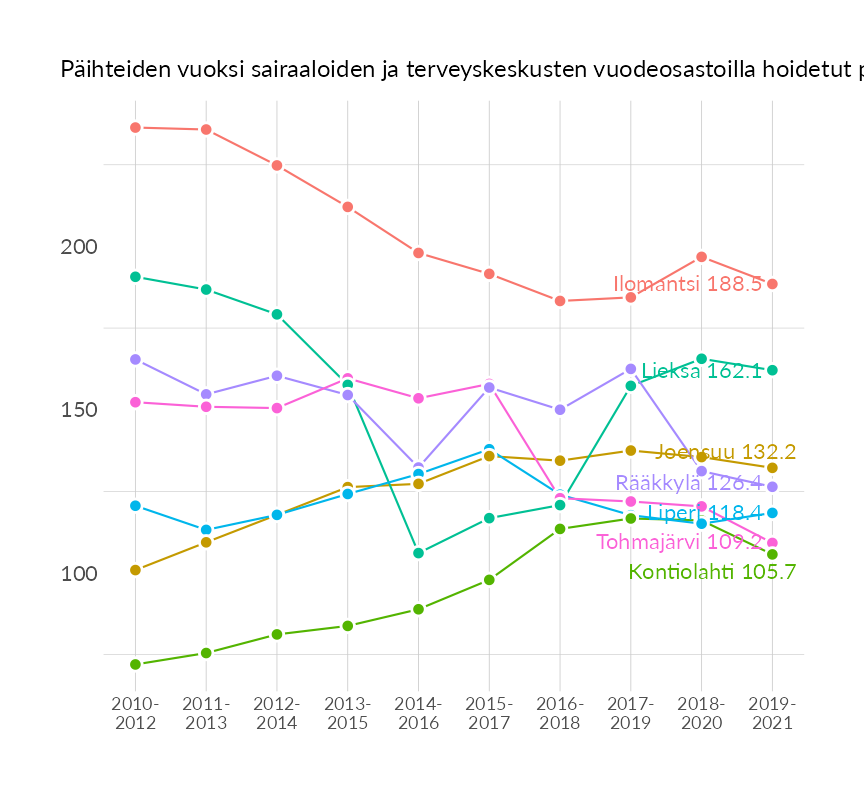 Päihteiden vuoksi sairaaloiden ja terveyskeskusten vuodeosastoilla hoidetut
200
150
100
Ilomantsi 188.5
Lieksa 162.1
Joensuu 132.2
Rääkkylä 126.4
Liperi 118.4
Tohmajärvi 109.2
Kontiolahti 105.7
2010- 2011- 2012- 2013- 2014- 2015- 2016- 2017- 2018- 2019-
2012 2013 2014 2015 2016 2017 2018 2019 2020 2021